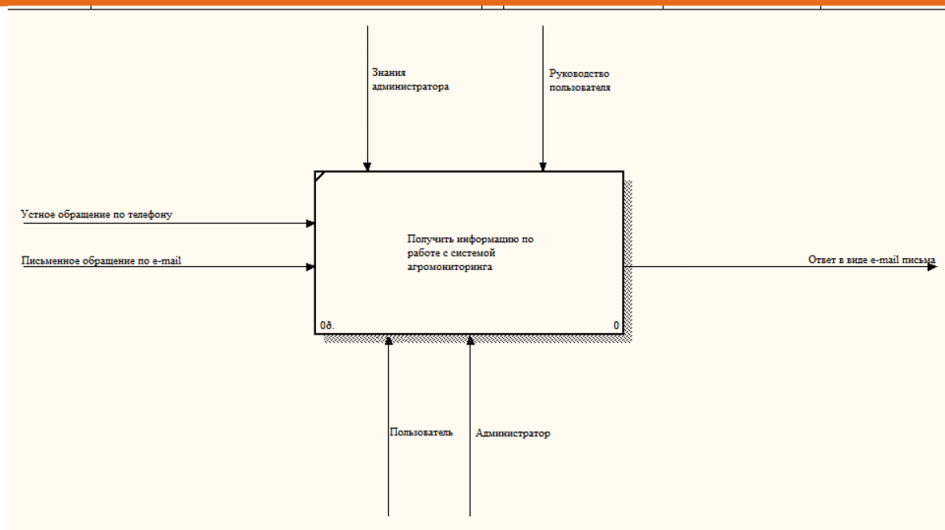 Знания
администратора
Руководство
пользователя
Устное обращение по телефону
Письменное обращение по e-mail
Получить информацию по
работе с системой
агромониторинга
Ответ в виде e-mail письма
0ð.
0
Пользователь
Администратор